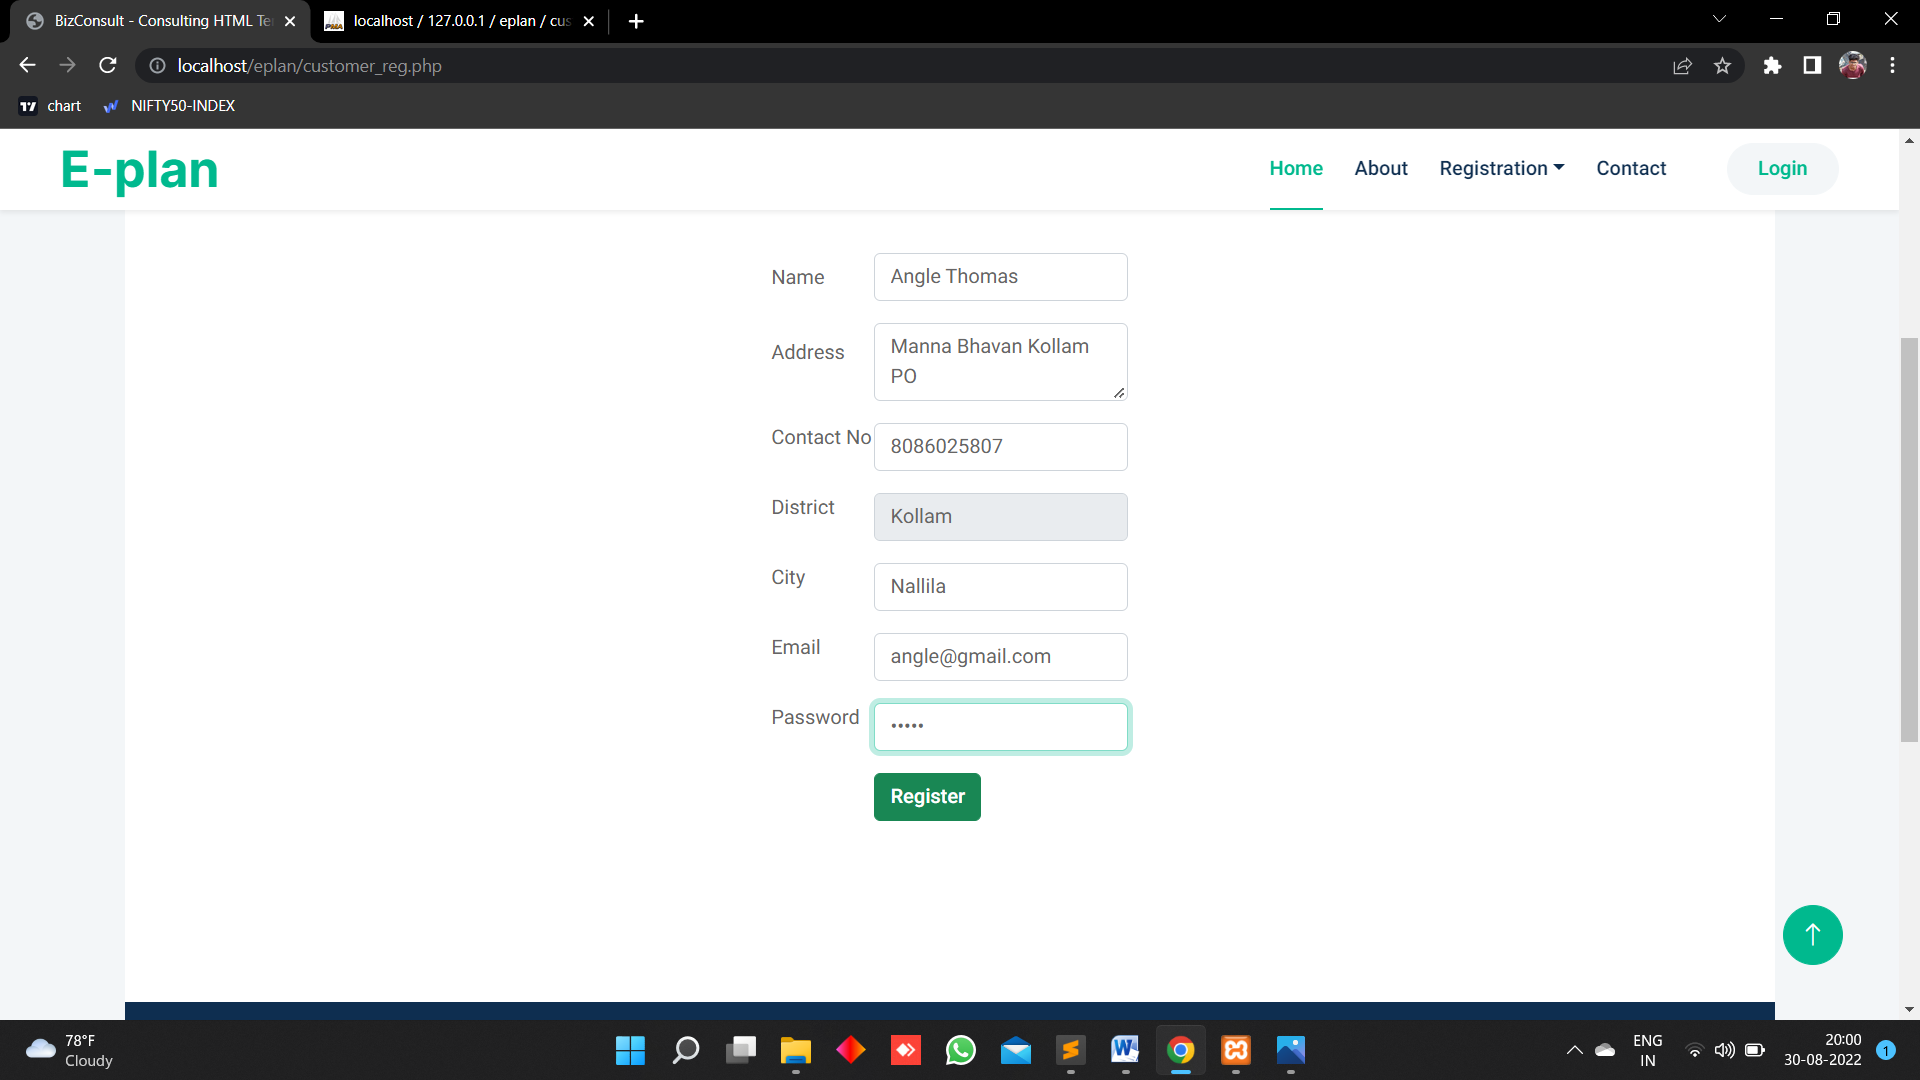 BizConsult - Consulting HTML Te
localhost / 127.0.0.1 / eplan / cus
localhost/eplan/customer_reg.php
chart
NIFTY50-INDEX
E-plan
Home
About
Registration
Contact
Login
Name
Angle Thomas
Address
Manna Bhavan Kollam
PO
Contact No
8086025807
District
Kollam
City
Nallila
Email
angle@gmail.com
Password
•••••
Register
78°F
Cloudy
ENG
IN
20:00
30-08-2022
1